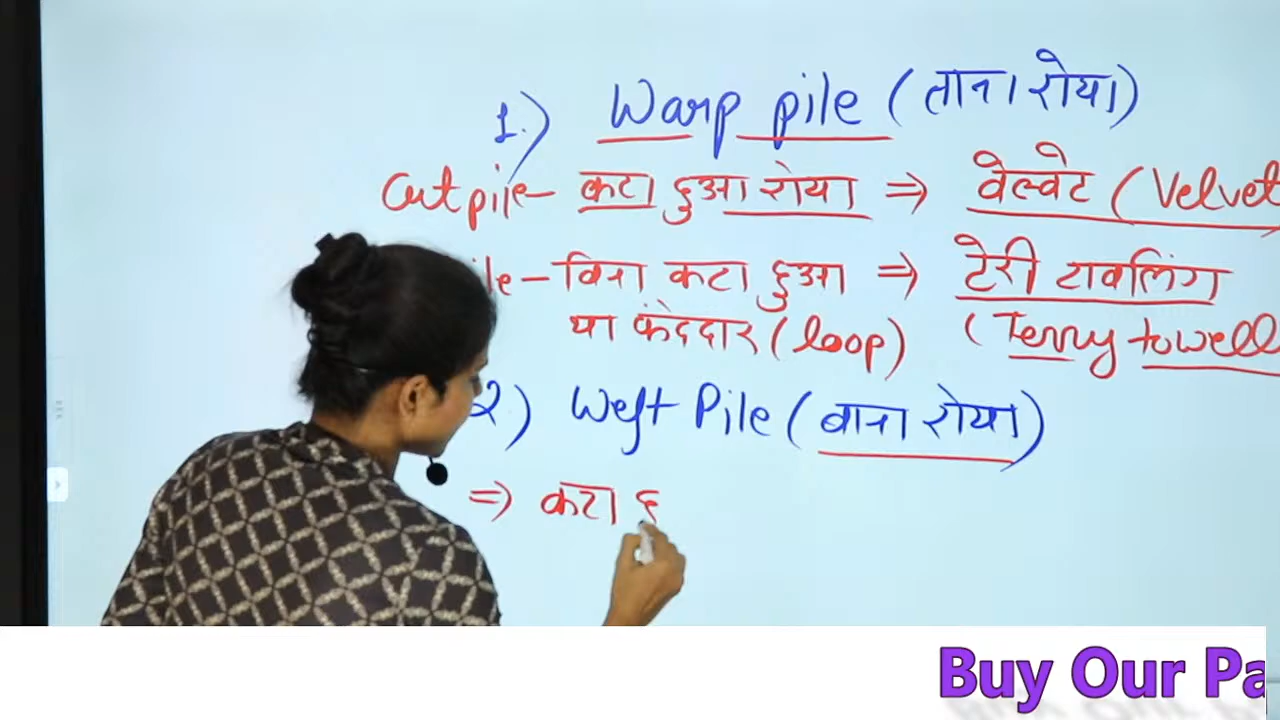 1.) Warp pile (ताना रोया)
Cut pile - कटा हुआ रोया ⇒ वेल्वेट (Velvet
ile - बिना कटा हुआ ⇒ टेरी टावलिंग
या फंदेदार (loop) (Terry towell
2) Weft Pile (बाना रोया)
⇒ कटा ह
Buy Our Pa